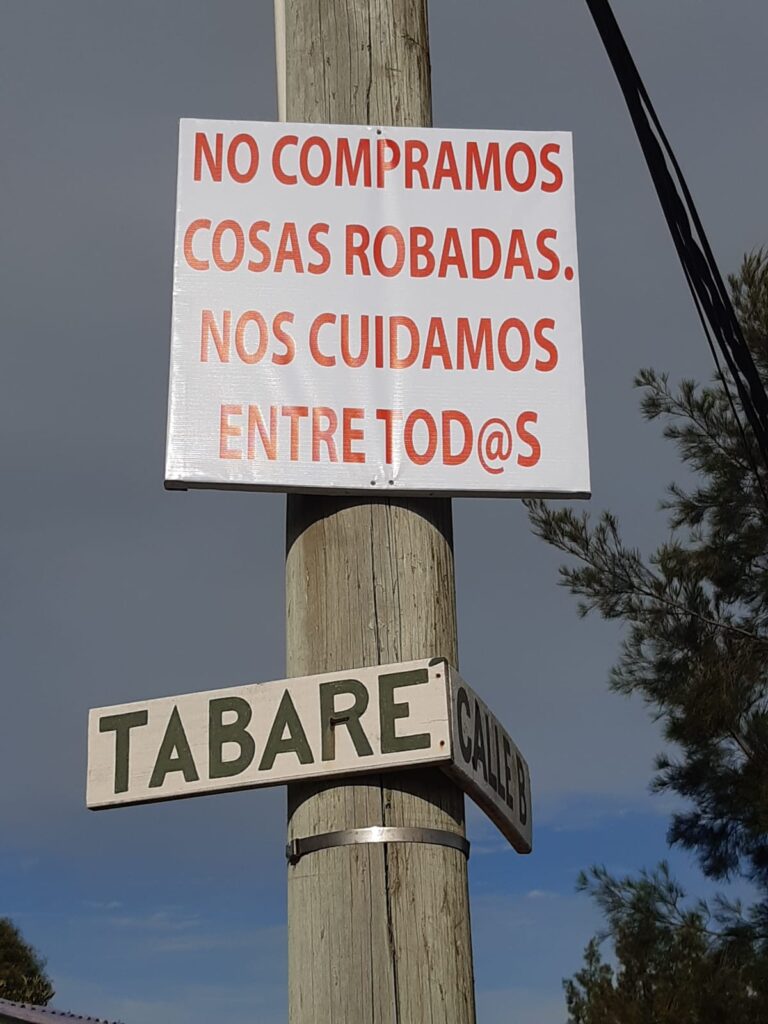 NO COMPRAMOS
COSAS ROBADAS.
NOS CUIDAMOS
ENTRE TOD@S
TABARE
CALLE B